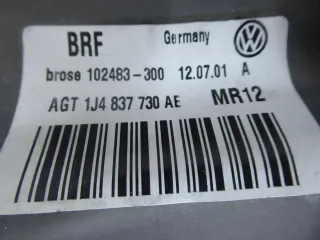 BRF Germany
brose 102483-300 12.07.01 A
AGT 1J4 837 730 AE MR12